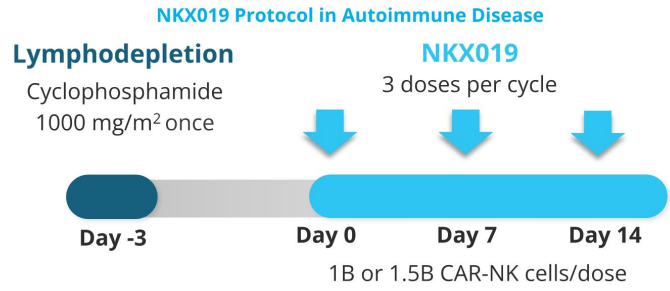 NKX019 Protocol in Autoimmune Disease
Lymphodepletion
Cyclophosphamide
1000 mg/m² once
NKX019
3 doses per cycle
Day -3
Day 0
Day 7
Day 14
1B or 1.5B CAR-NK cells/dose